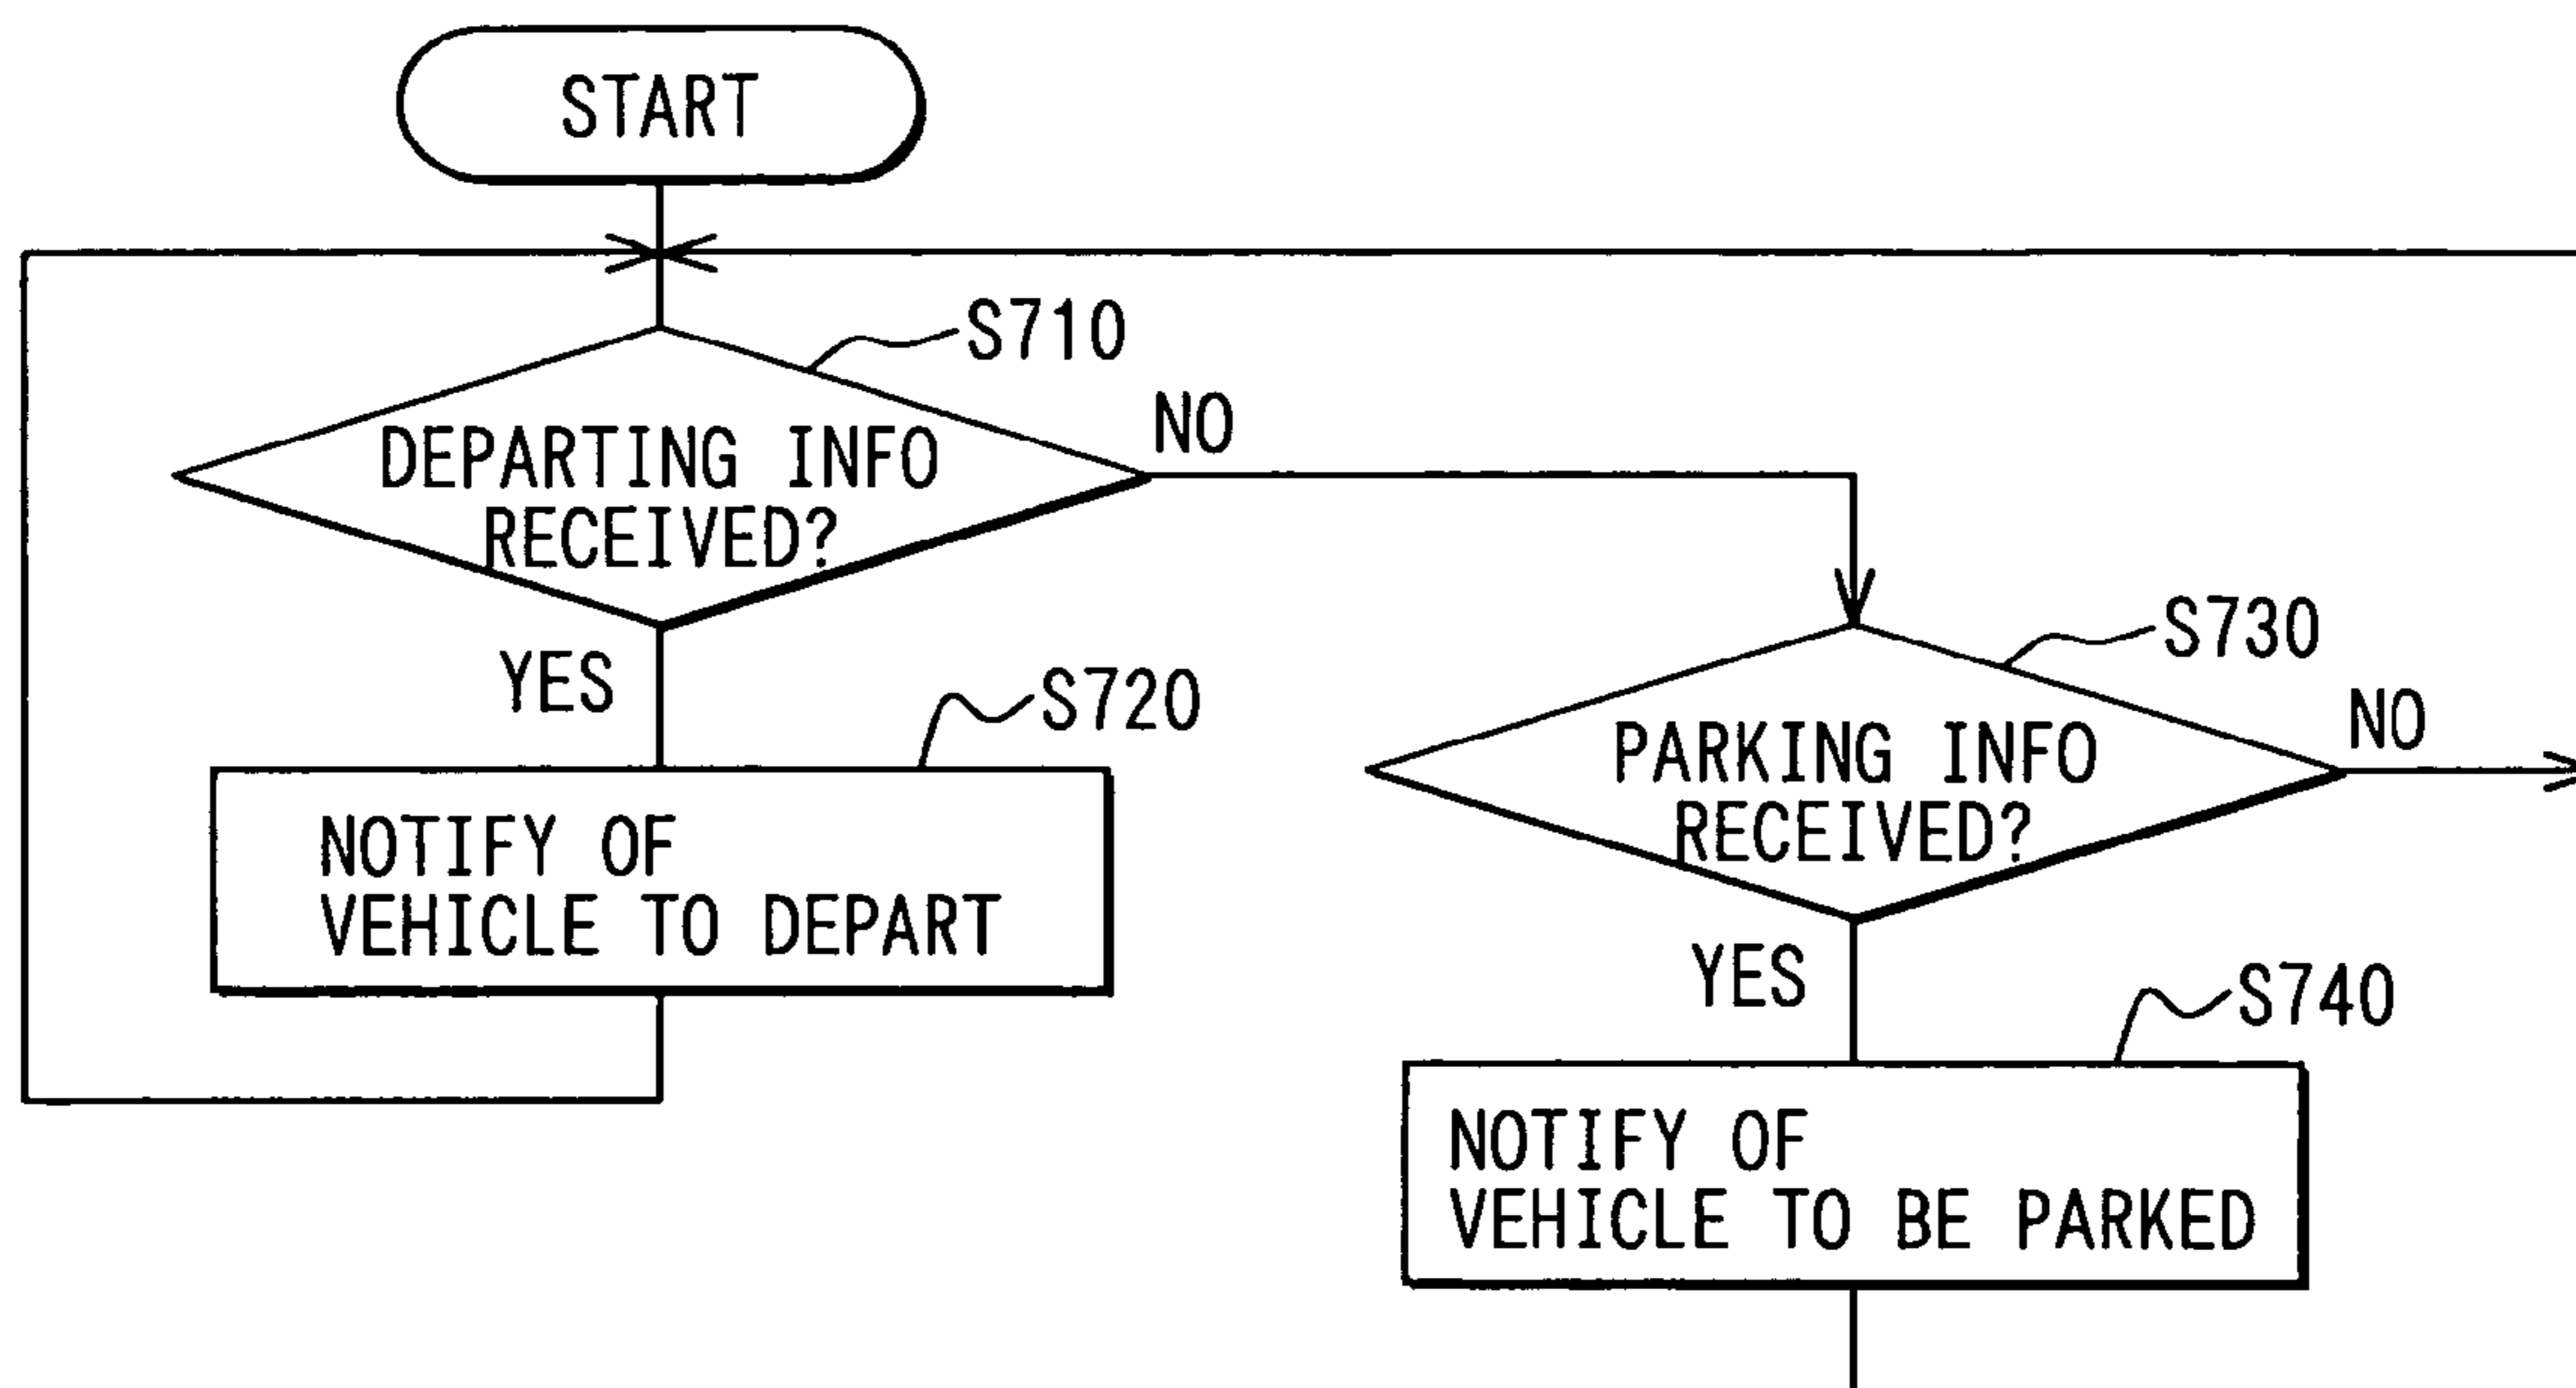 START
S710
DEPARTING INFO
RECEIVED?
NO
YES
S720
NOTIFY OF
VEHICLE TO DEPART
S730
PARKING INFO
RECEIVED?
NO
YES
S740
NOTIFY OF
VEHICLE TO BE PARKED